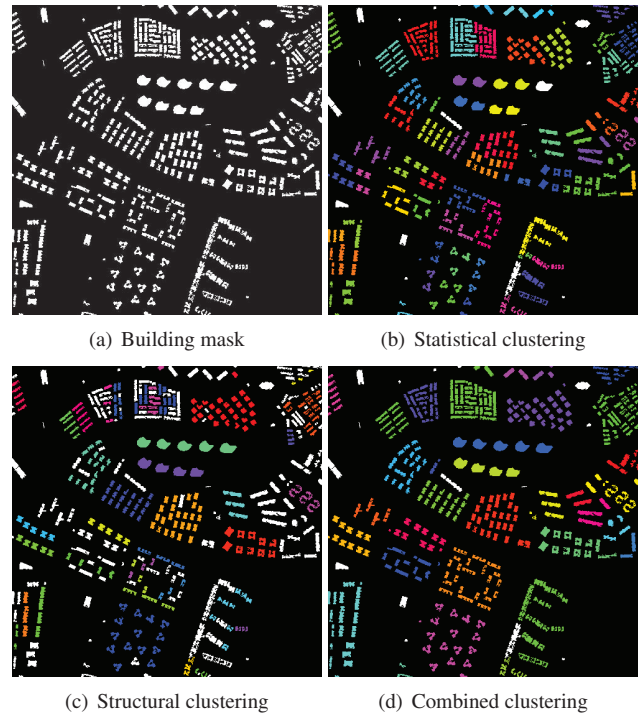 (a) Building mask
(b) Statistical clustering
(c) Structural clustering
(d) Combined clustering